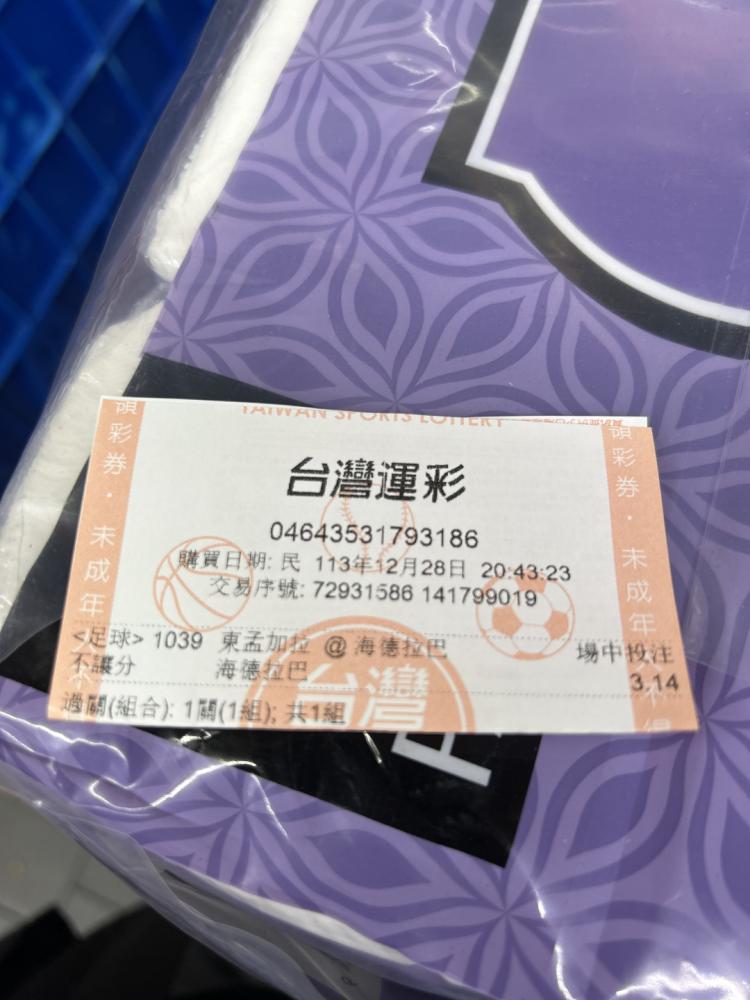 TAIWAN SPORTS LOTTERY
台灣運彩
04643531793186
購買日期: 民 113年12月28日 20:43:23
交易序號: 72931586 141799019
<足球> 1039 東孟加拉 @ 海德拉巴 場中投注
不讓分 海德拉巴 3.14
過關(組合): 1關(1組); 共1組
領彩券．未成年
領彩券．未成年
台灣